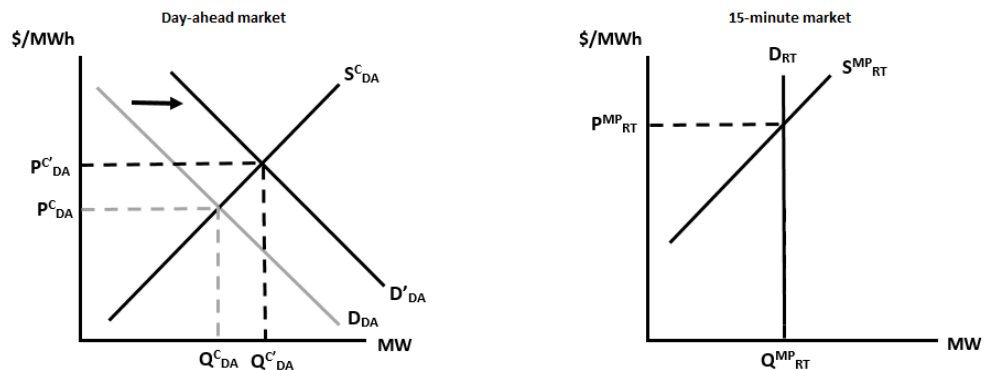 Day-ahead market
$/MWh
S^C_DA
P^C'_DA
P^C_DA
D'_DA
D_DA
MW
Q^C_DA
Q^C'_DA
15-minute market
$/MWh
D_RT
S^MP_RT
P^MP_RT
MW
Q^MP_RT